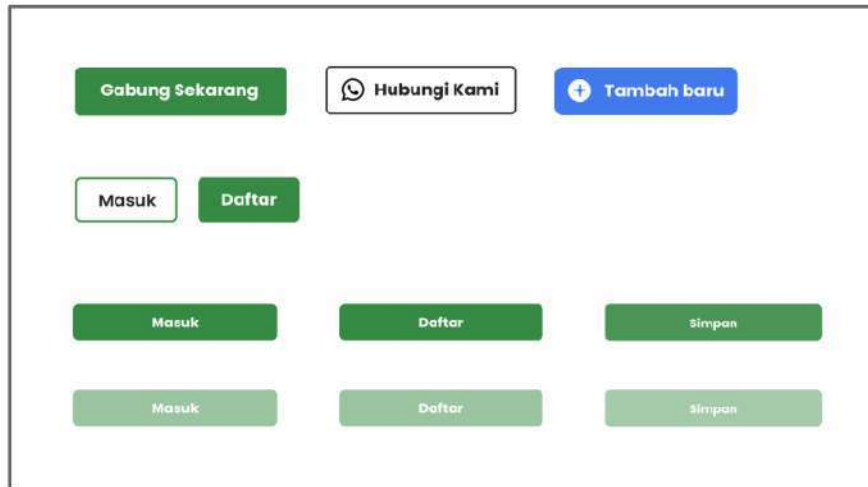 Gabung Sekarang
Hubungi Kami
Tambah baru
Masuk
Daftar
Masuk
Daftar
Simpan
Masuk
Daftar
Simpan